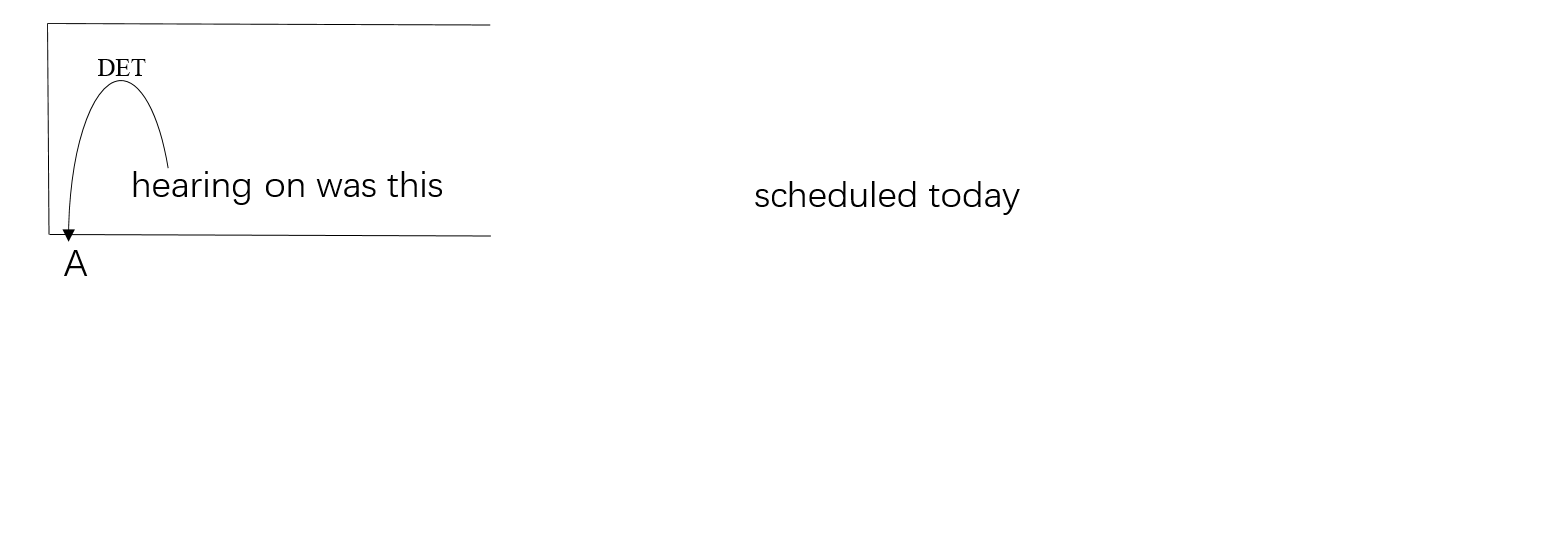 DET
hearing on was this
scheduled today
A